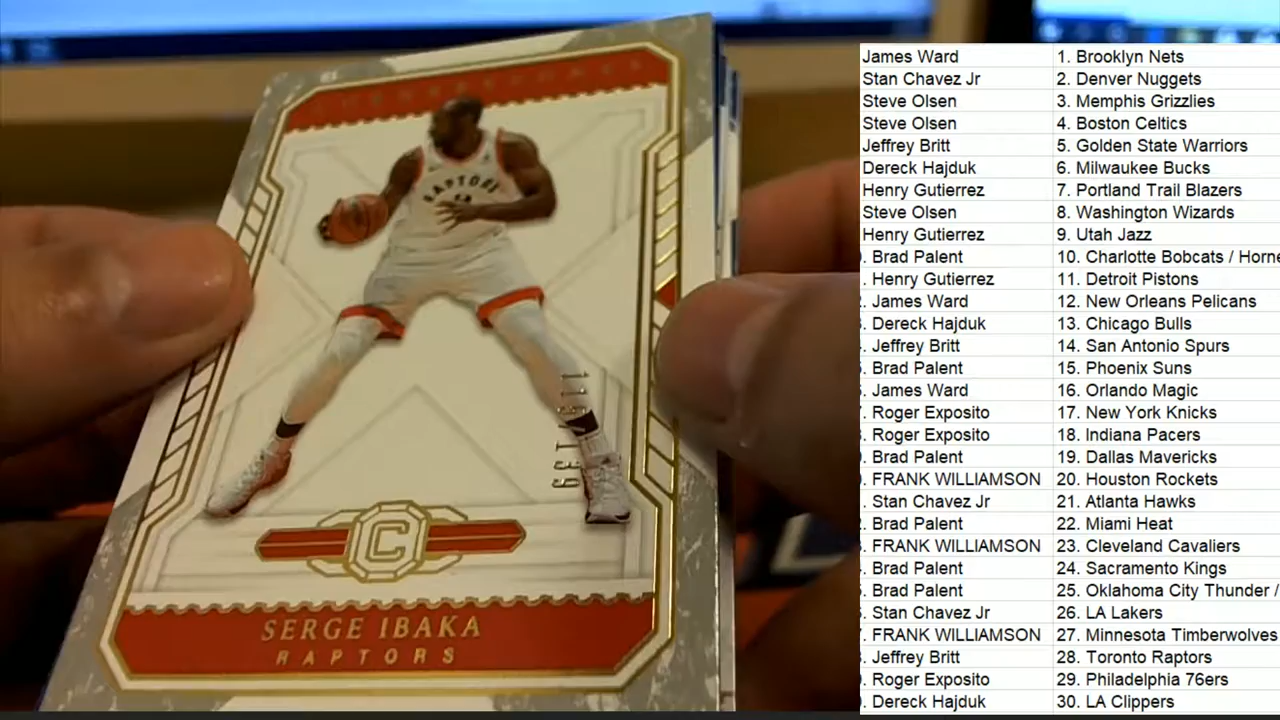 RAPTORS
115/139
C
SERGE IBAKA
RAPTORS
James Ward 1. Brooklyn Nets
Stan Chavez Jr 2. Denver Nuggets
Steve Olsen 3. Memphis Grizzlies
Steve Olsen 4. Boston Celtics
Jeffrey Britt 5. Golden State Warriors
Dereck Hajduk 6. Milwaukee Bucks
Henry Gutierrez 7. Portland Trail Blazers
Steve Olsen 8. Washington Wizards
Henry Gutierrez 9. Utah Jazz
. Brad Palent 10. Charlotte Bobcats / Horne
. Henry Gutierrez 11. Detroit Pistons
. James Ward 12. New Orleans Pelicans
. Dereck Hajduk 13. Chicago Bulls
. Jeffrey Britt 14. San Antonio Spurs
. Brad Palent 15. Phoenix Suns
. James Ward 16. Orlando Magic
. Roger Exposito 17. New York Knicks
. Roger Exposito 18. Indiana Pacers
. Brad Palent 19. Dallas Mavericks
. FRANK WILLIAMSON 20. Houston Rockets
. Stan Chavez Jr 21. Atlanta Hawks
. Brad Palent 22. Miami Heat
. FRANK WILLIAMSON 23. Cleveland Cavaliers
. Brad Palent 24. Sacramento Kings
. Brad Palent 25. Oklahoma City Thunder /
. Stan Chavez Jr 26. LA Lakers
. FRANK WILLIAMSON 27. Minnesota Timberwolves
. Jeffrey Britt 28. Toronto Raptors
. Roger Exposito 29. Philadelphia 76ers
. Dereck Hajduk 30. LA Clippers